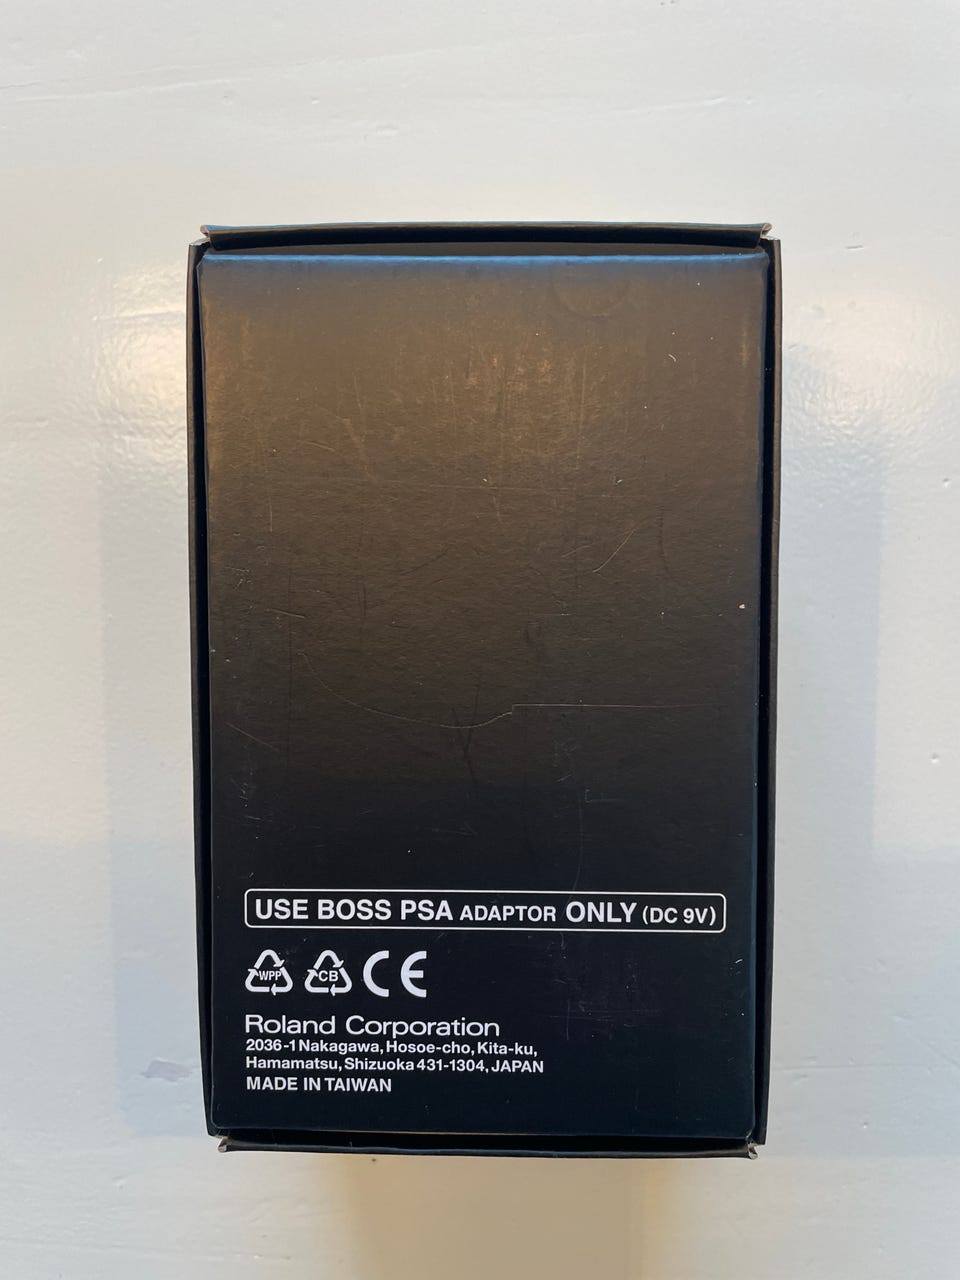 USE BOSS PSA ADAPTOR ONLY (DC 9V)
WPP CB CE
Roland Corporation
2036-1 Nakagawa, Hosoe-cho, Kita-ku,
Hamamatsu, Shizuoka 431-1304, JAPAN
MADE IN TAIWAN